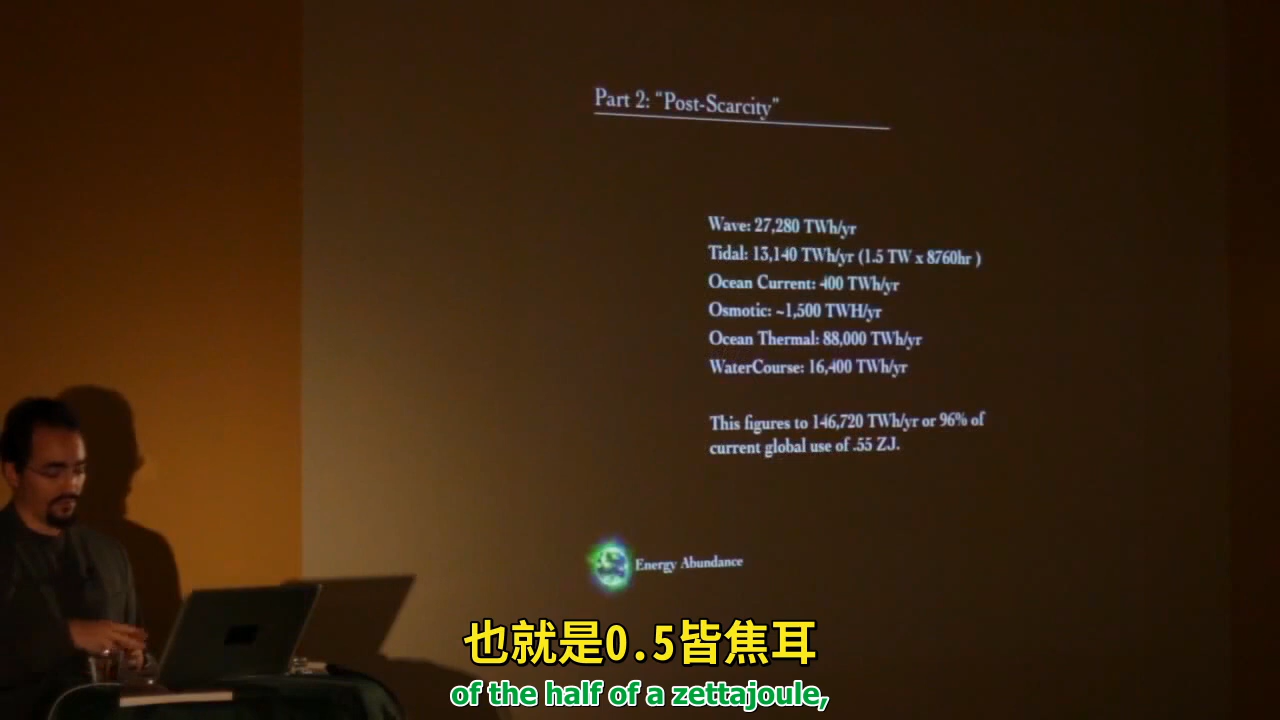 Part 2: "Post-Scarcity"
Wave: 27,280 TWh/yr
Tidal: 13,140 TWh/yr (1.5 TW x 8760hr )
Ocean Current: 400 TWh/yr
Osmotic: ~1,500 TWH/yr
Ocean Thermal: 88,000 TWh/yr
WaterCourse: 16,400 TWh/yr
This figures to 146,720 TWh/yr or 96% of
current global use of .55 ZJ.
Energy Abundance
也就是0.5皆焦耳
of the half of a zettajoule,